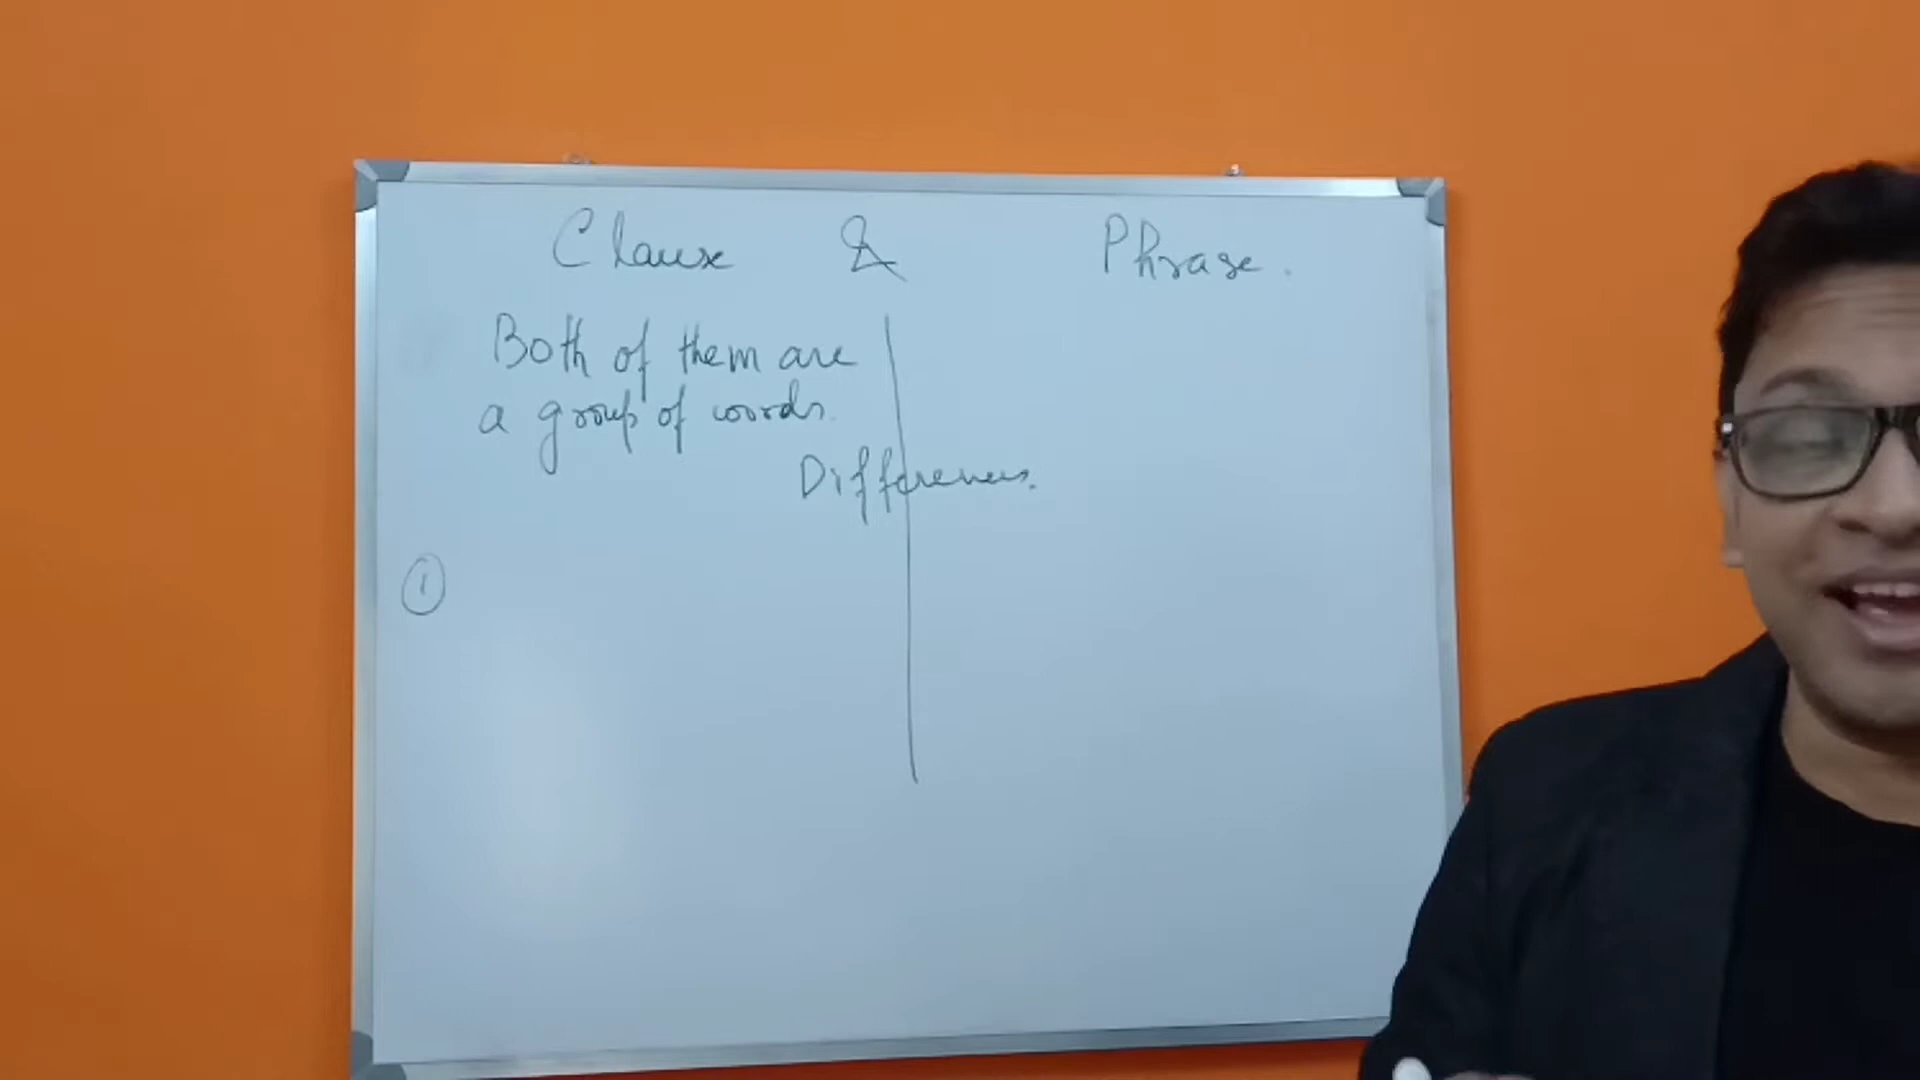 Clause & Phrase.
Both of them are
a group of words.
Differences.
1